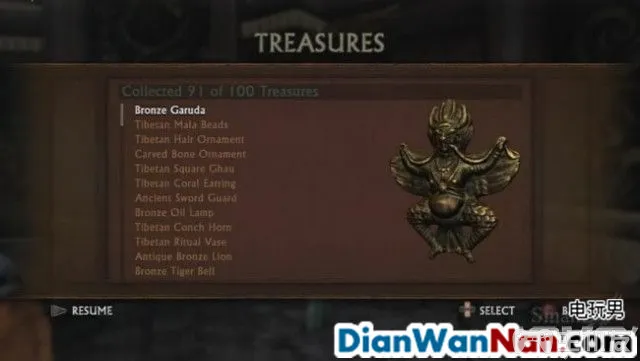 TREASURES
Collected 91 of 100 Treasures
Bronze Garuda
Tibetan Mala Beads
Tibetan Hair Ornament
Carved Bone Ornament
Tibetan Square Ghau
Tibetan Coral Earring
Ancient Sword Guard
Bronze Oil Lamp
Tibetan Conch Horn
Tibetan Ritual Vase
Antique Bronze Lion
Bronze Tiger Bell
RESUME
SELECT
电玩男
DianWanNan.com